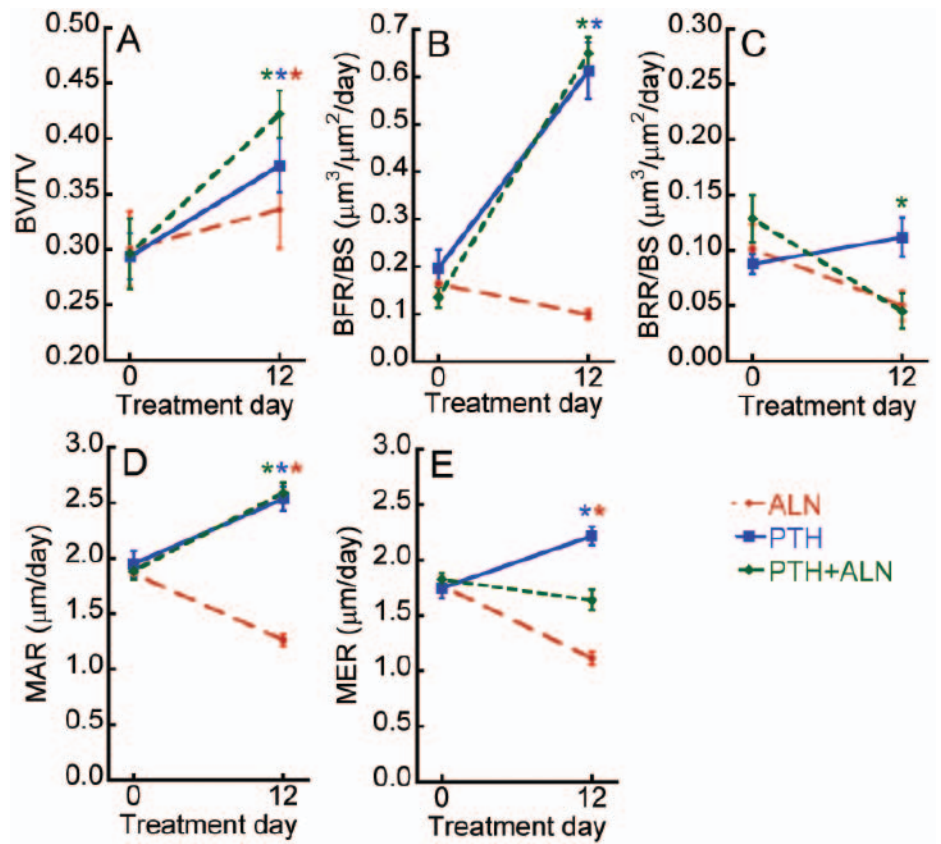 A
BV/TV
0.50
0.45
0.40
0.35
0.30
0.25
0.20
0
12
Treatment day
***
B
BFR/BS (μm³/μm²/day)
0.7
0.6
0.5
0.4
0.3
0.2
0.1
0.0
0
12
Treatment day
**
C
BRR/BS (μm³/μm²/day)
0.30
0.25
0.20
0.15
0.10
0.05
0.00
0
12
Treatment day
*
D
MAR (μm/day)
3.0
2.5
2.0
1.5
1.0
0.5
0.0
0
12
Treatment day
***
E
MER (μm/day)
3.0
2.5
2.0
1.5
1.0
0.5
0.0
0
12
Treatment day
**
ALN
PTH
PTH+ALN